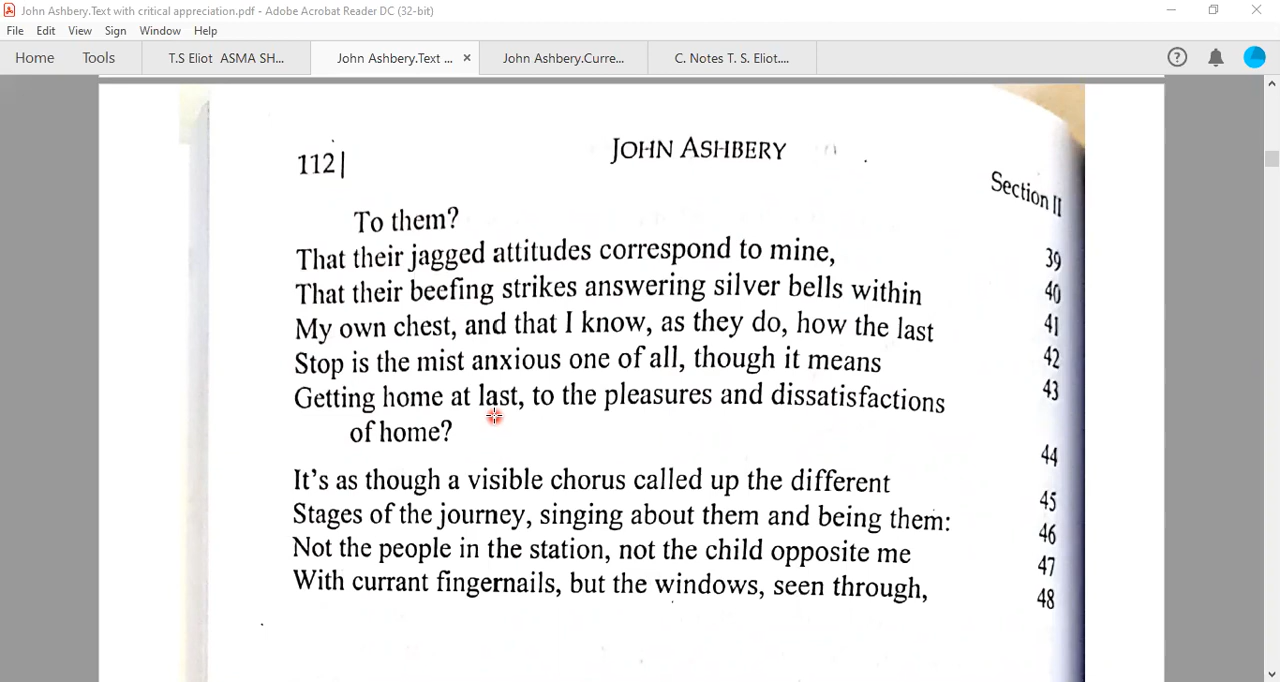 John Ashbery.Text with critical appreciation.pdf - Adobe Acrobat Reader DC (32-bit)
File Edit View Sign Window Help
Home Tools T.S Eliot ASMA SH... John Ashbery.Text ... × John Ashbery.Curre... C. Notes T. S. Eliot....
112| JOHN ASHBERY
Section II
To them?
That their jagged attitudes correspond to mine, 39
That their beefing strikes answering silver bells within 40
My own chest, and that I know, as they do, how the last 41
Stop is the mist anxious one of all, though it means 42
Getting home at last, to the pleasures and dissatisfactions 43
of home?
44
It's as though a visible chorus called up the different
45
Stages of the journey, singing about them and being them:
46
Not the people in the station, not the child opposite me
47
With currant fingernails, but the windows, seen through,
48